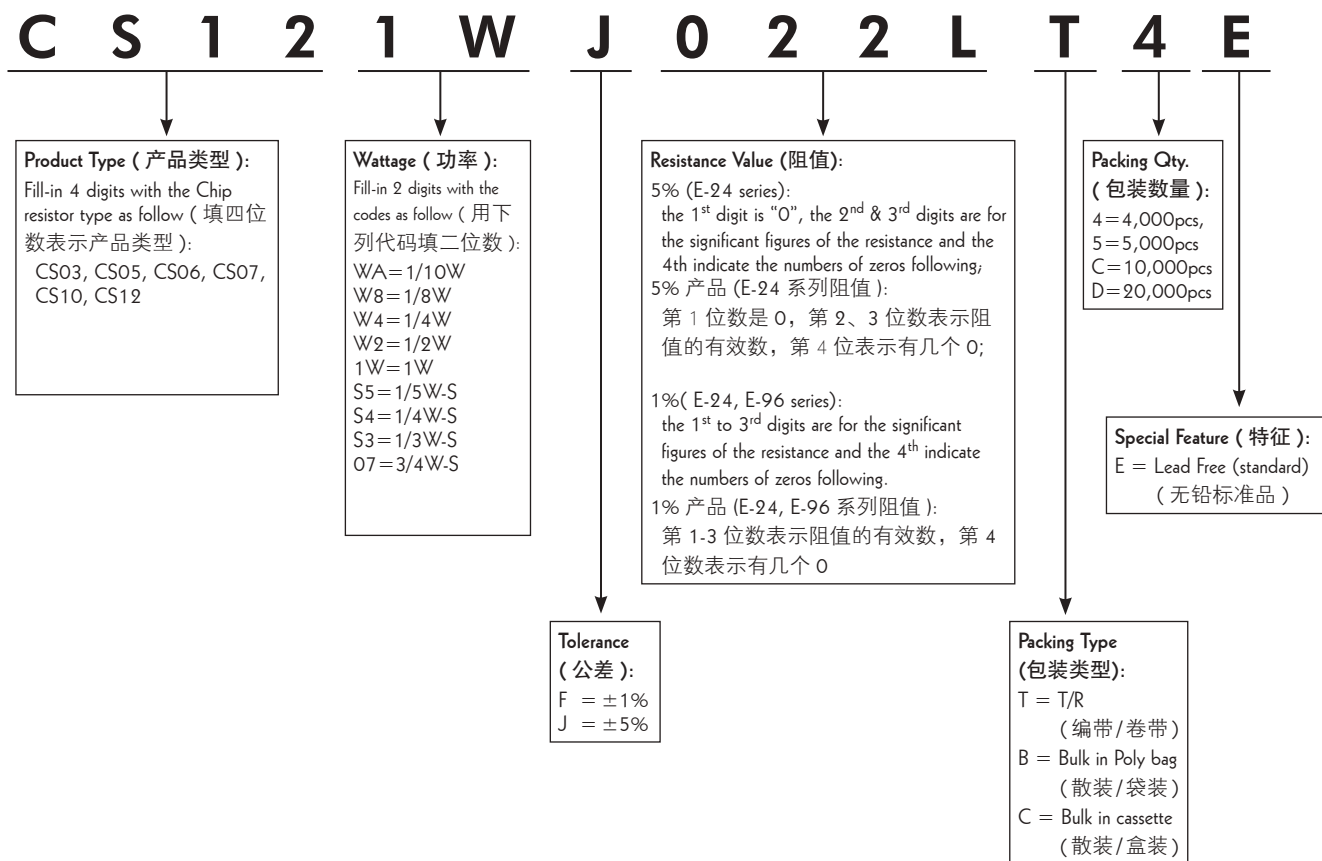 C S 1 2 1 W J 0 2 2 L T 4 E
Product Type ( 产品类型 ):
Fill-in 4 digits with the Chip
resistor type as follow ( 填四位
数表示产品类型 ):
CS03, CS05, CS06, CS07,
CS10, CS12
Wattage ( 功率 ):
Fill-in 2 digits with the
codes as follow ( 用下
列代码填二位数 ):
WA=1/10W
W8=1/8W
W4=1/4W
W2=1/2W
1W=1W
S5=1/5W-S
S4=1/4W-S
S3=1/3W-S
07=3/4W-S
Resistance Value (阻值):
5% (E-24 series):
the 1st digit is “0”, the 2nd & 3rd digits are for
the significant figures of the resistance and the
4th indicate the numbers of zeros following;
5% 产品 (E-24 系列阻值 ):
第 1 位数是 0，第 2、3 位数表示阻
值的有效数，第 4 位表示有几个 0;
1%( E-24, E-96 series):
the 1st to 3rd digits are for the significant
figures of the resistance and the 4th indicate
the numbers of zeros following.
1% 产品 (E-24, E-96 系列阻值 ):
第 1-3 位数表示阻值的有效数，第 4
位数表示有几个 0
Packing Qty.
( 包装数量 ):
4=4,000pcs,
5=5,000pcs
C=10,000pcs
D=20,000pcs
Special Feature ( 特征 ):
E = Lead Free (standard)
( 无铅标准品 )
Tolerance
( 公差 ):
F = ±1%
J = ±5%
Packing Type
(包装类型):
T = T/R
( 编带/卷带 )
B = Bulk in Poly bag
( 散装/袋装 )
C = Bulk in cassette
( 散装/盒装 )